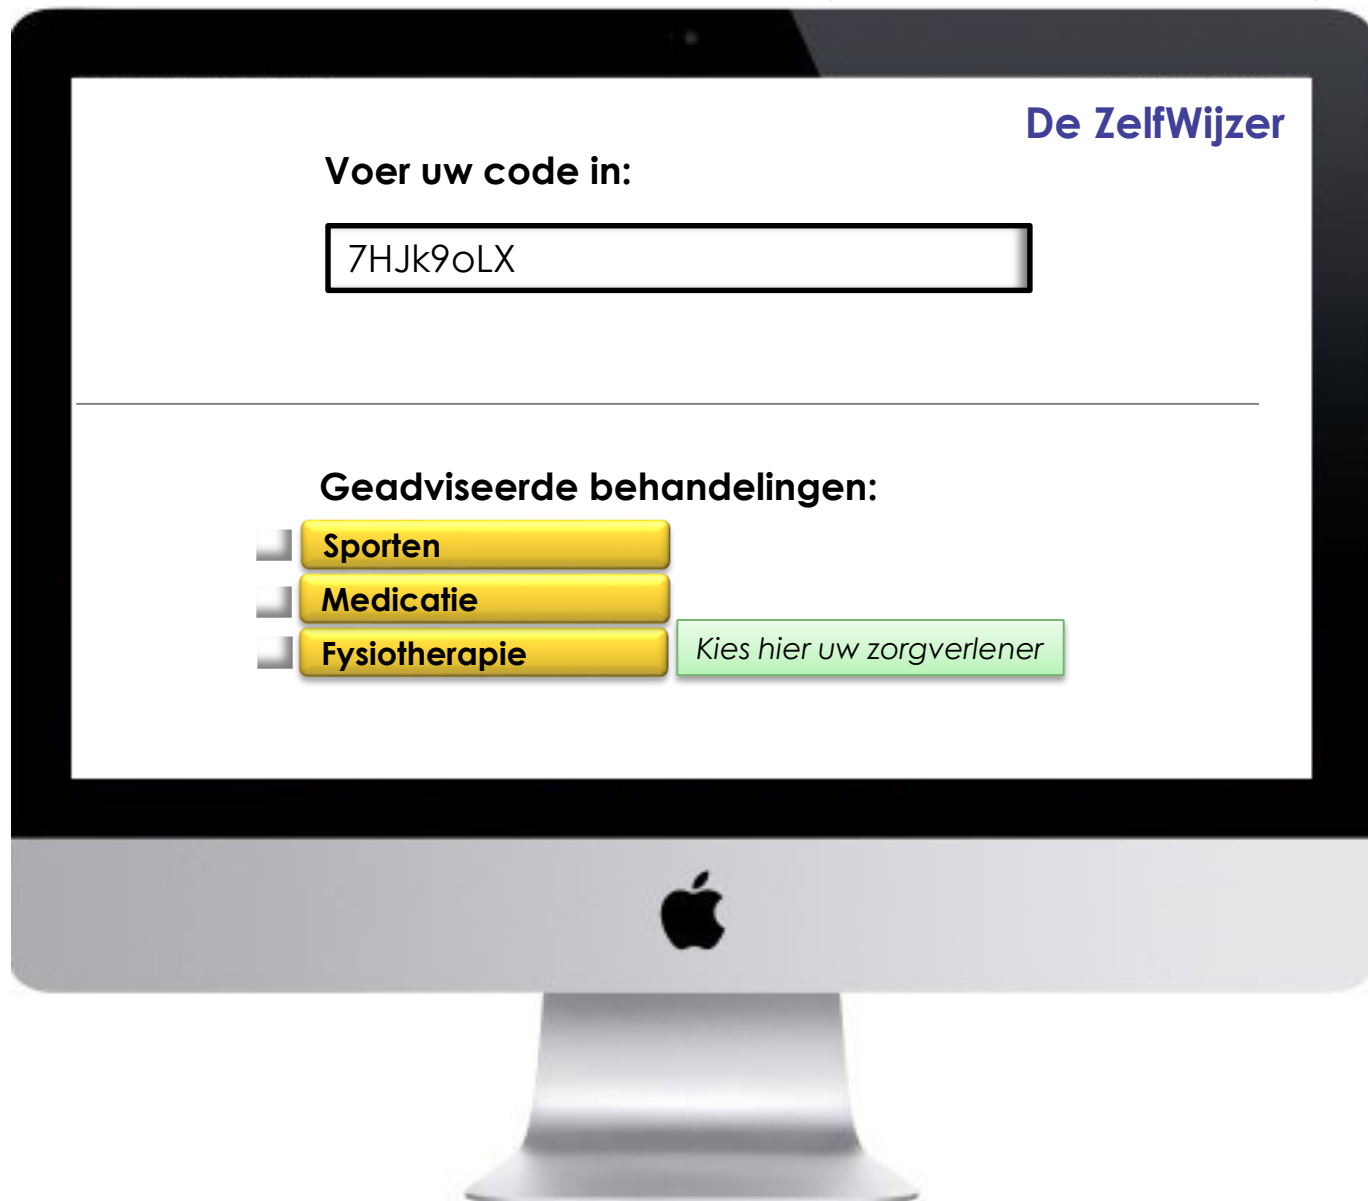 De ZelfWijzer
Voer uw code in:
7HJk9oLX
Geadviseerde behandelingen:
Sporten
Medicatie
Fysiotherapie
Kies hier uw zorgverlener